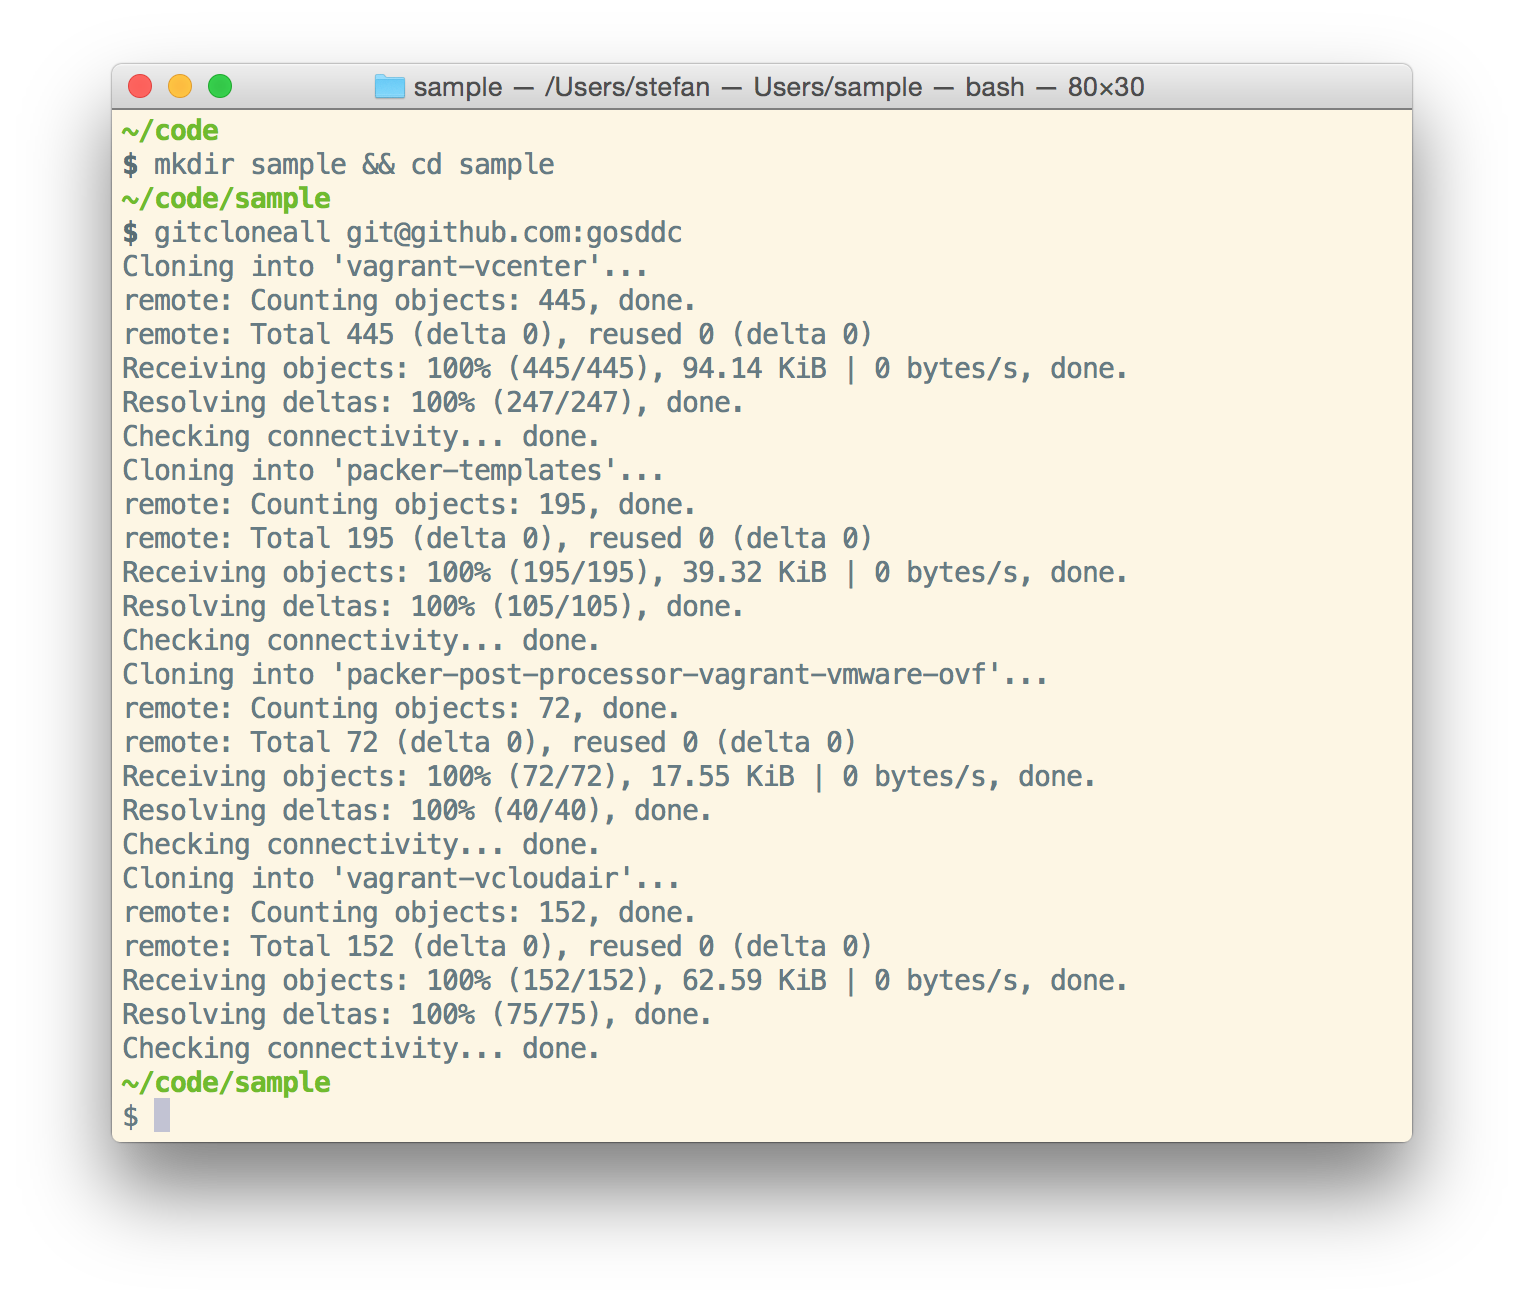 sample — /Users/stefan — Users/sample — bash — 80×30
~/code
$ mkdir sample && cd sample
~/code/sample
$ gitcloneall git@github.com:gosddc
Cloning into 'vagrant-vcenter'...
remote: Counting objects: 445, done.
remote: Total 445 (delta 0), reused 0 (delta 0)
Receiving objects: 100% (445/445), 94.14 KiB | 0 bytes/s, done.
Resolving deltas: 100% (247/247), done.
Checking connectivity... done.
Cloning into 'packer-templates'...
remote: Counting objects: 195, done.
remote: Total 195 (delta 0), reused 0 (delta 0)
Receiving objects: 100% (195/195), 39.32 KiB | 0 bytes/s, done.
Resolving deltas: 100% (105/105), done.
Checking connectivity... done.
Cloning into 'packer-post-processor-vagrant-vmware-ovf'...
remote: Counting objects: 72, done.
remote: Total 72 (delta 0), reused 0 (delta 0)
Receiving objects: 100% (72/72), 17.55 KiB | 0 bytes/s, done.
Resolving deltas: 100% (40/40), done.
Checking connectivity... done.
Cloning into 'vagrant-vcloudair'...
remote: Counting objects: 152, done.
remote: Total 152 (delta 0), reused 0 (delta 0)
Receiving objects: 100% (152/152), 62.59 KiB | 0 bytes/s, done.
Resolving deltas: 100% (75/75), done.
Checking connectivity... done.
~/code/sample
$